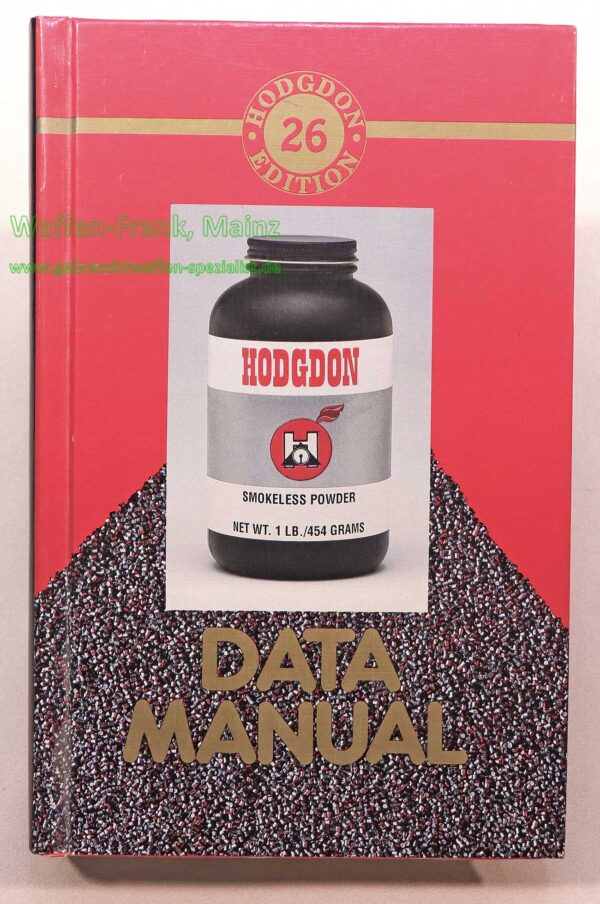 HODGDON
26
EDITION
Waffen-Frank, Mainz
www.gebrauchtwaffen-spezialist.de
HODGDON
H
SMOKELESS POWDER
NET WT. 1 LB./454 GRAMS
DATA
MANUAL